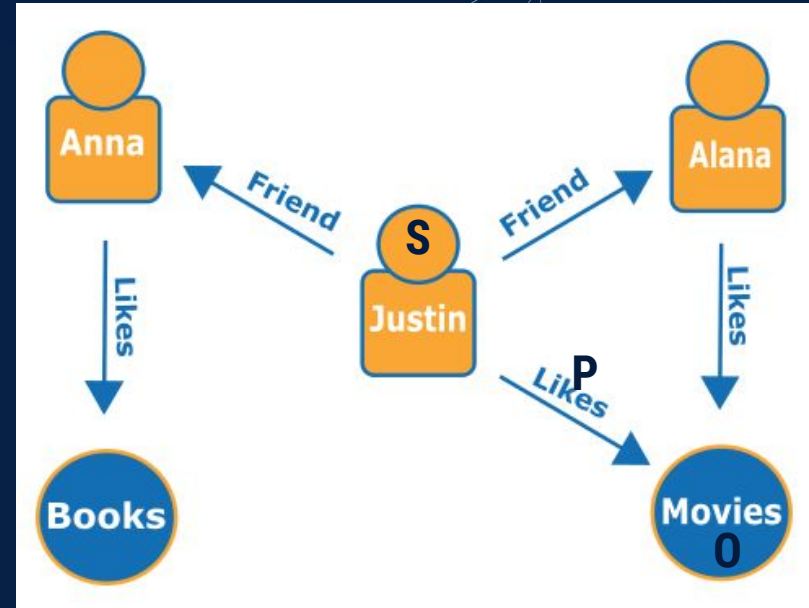 Anna
Alana
Friend
Friend
S
Justin
Likes
Likes
P
Likes
Books
Movies
O